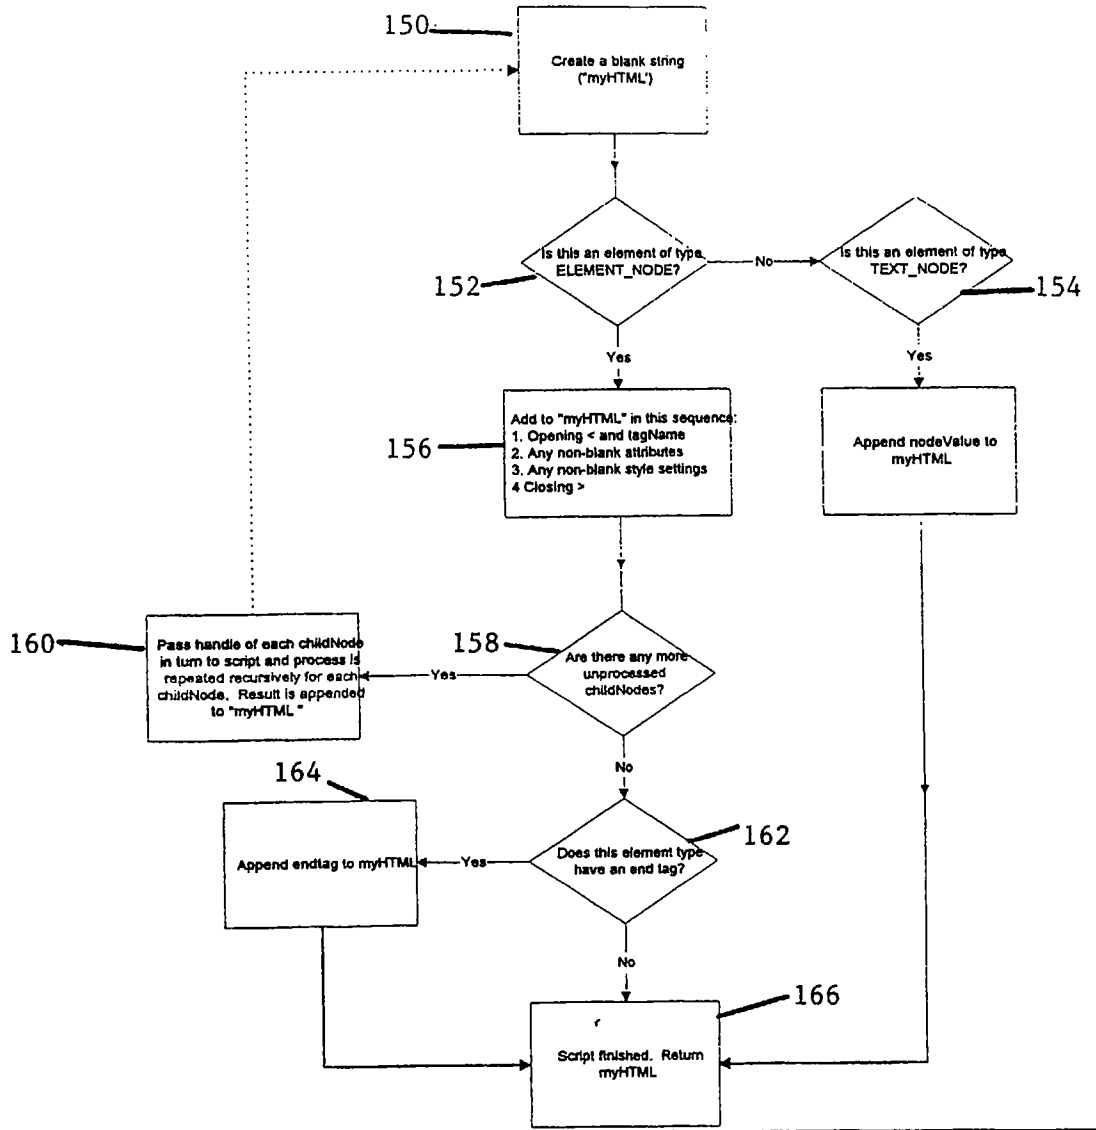 150
Create a blank string
("myHTML')
Is this an element of type
ELEMENT_NODE?
152
No
Is this an element of type
TEXT_NODE?
154
Yes
Yes
156
Add to "myHTML" in this sequence:
1. Opening < and tagName
2. Any non-blank attributes
3. Any non-blank style settings
4 Closing >
Append nodeValue to
myHTML
160
Pass handle of each childNode
in turn to script and process is
repeated recursively for each
childNode. Result is appended
to "myHTML "
Yes
158
Are there any more
unprocessed
childNodes?
No
164
Append endtag to myHTML
Yes
162
Does this element type
have an end tag?
No
166
Script finished. Return
myHTML